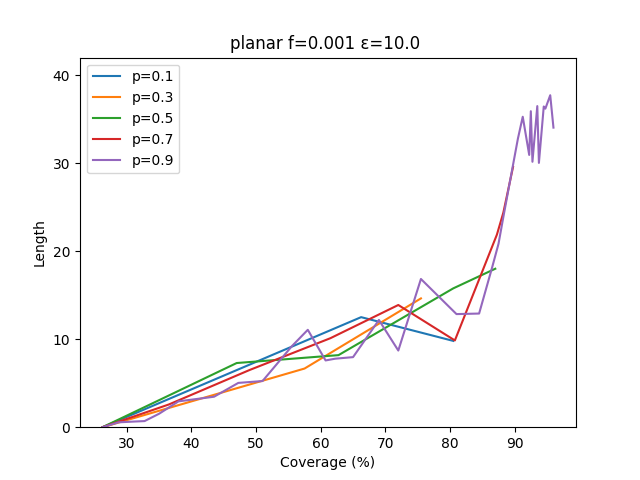 planar f=0.001 ε=10.0
40
30
20
10
0
Length
p=0.1
p=0.3
p=0.5
p=0.7
p=0.9
30 40 50 60 70 80 90
Coverage (%)